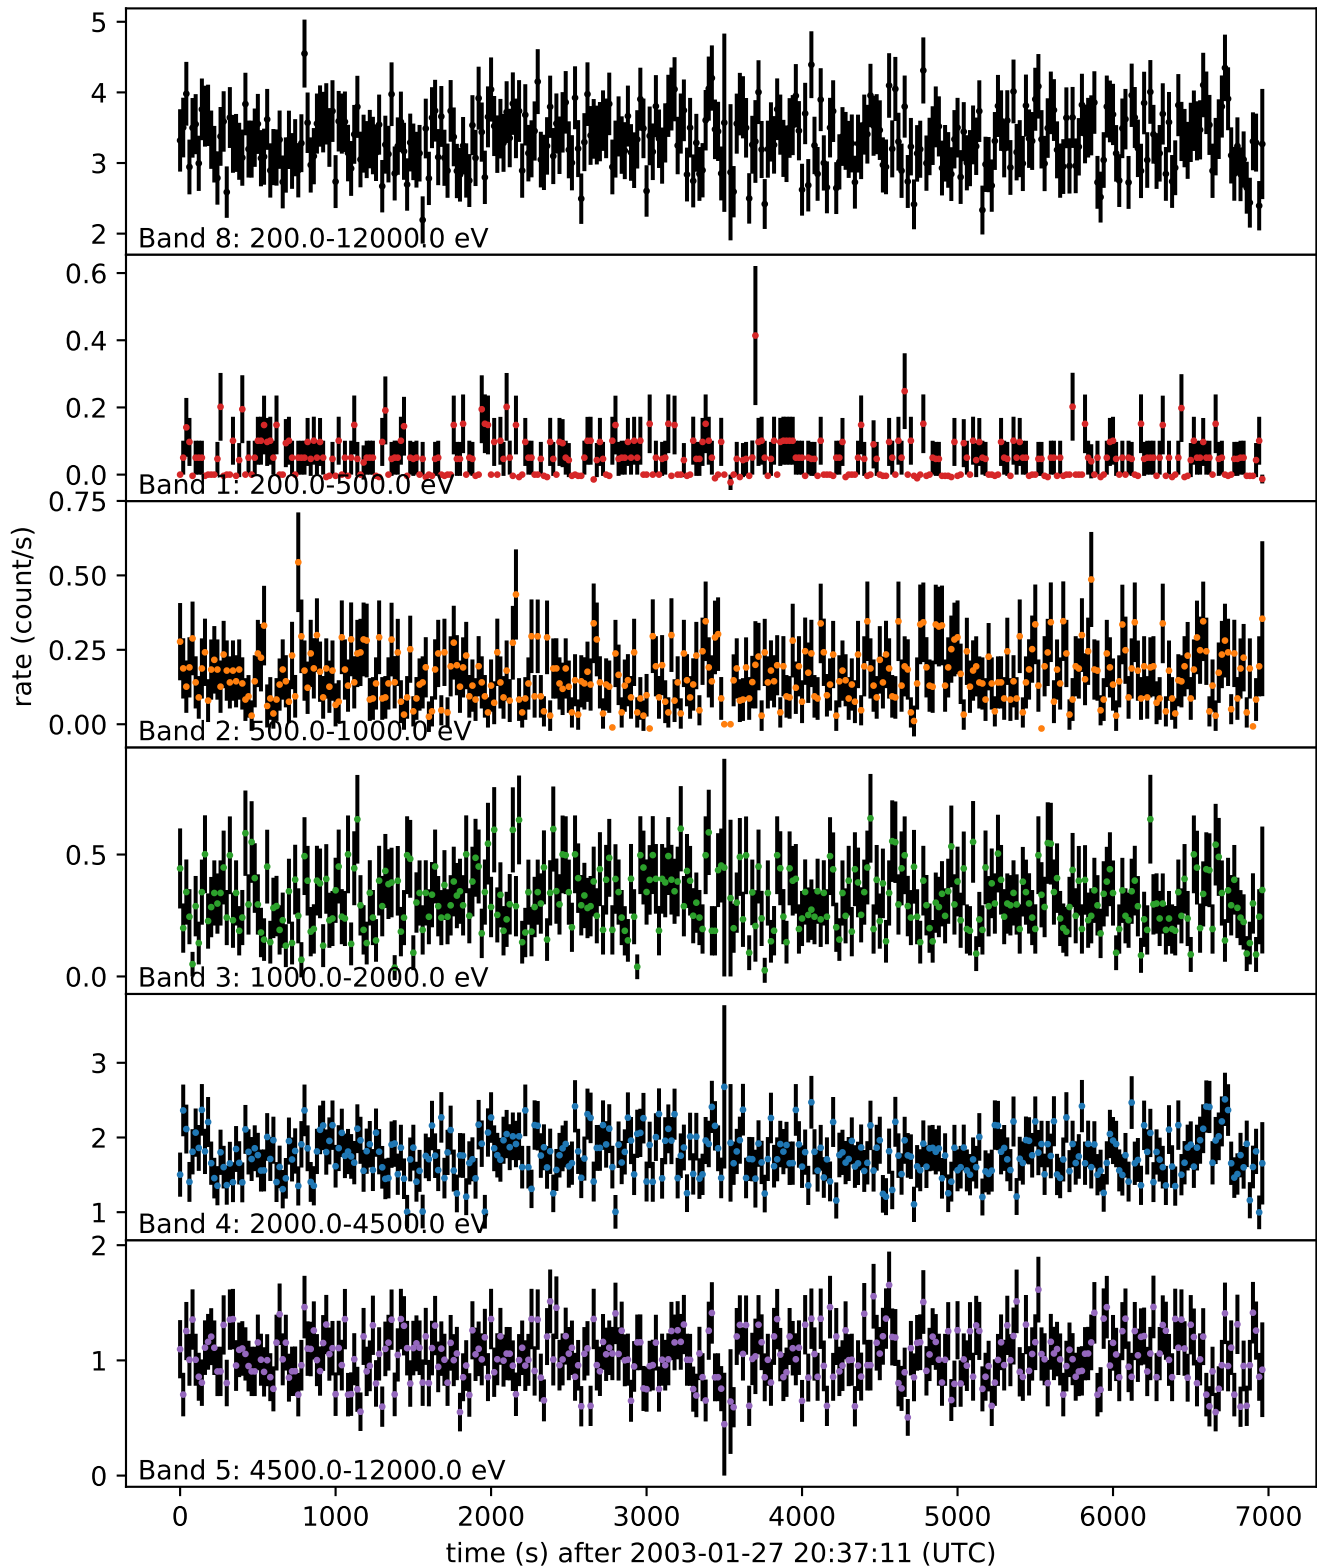 5
4
3
2
Band 8: 200.0-12000.0 eV
0.6
0.4
0.2
0.0
Band 1: 200.0-500.0 eV
0.75
0.50
0.25
0.00
Band 2: 500.0-1000.0 eV
rate (count/s)
0.5
0.0
Band 3: 1000.0-2000.0 eV
3
2
1
Band 4: 2000.0-4500.0 eV
2
1
0
Band 5: 4500.0-12000.0 eV
0 1000 2000 3000 4000 5000 6000 7000
time (s) after 2003-01-27 20:37:11 (UTC)